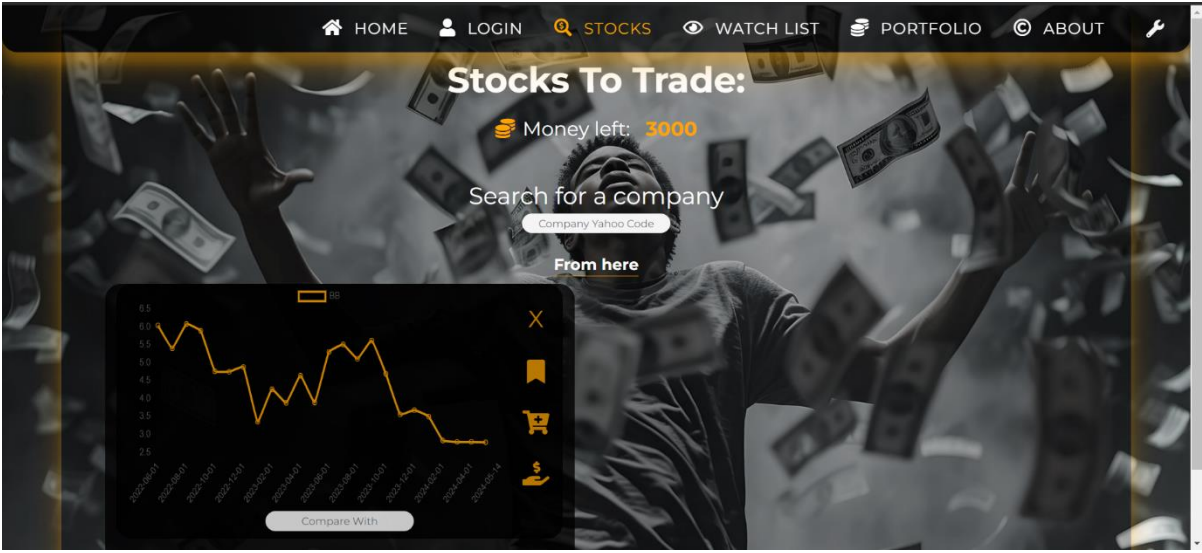 HOME LOGIN STOCKS WATCH LIST PORTFOLIO ABOUT
Stocks To Trade:
Money left: 3000
Search for a company
Company Yahoo Code
From here
BB
X
6.5
6.0
5.5
5.0
4.5
4.0
3.5
3.0
2.5
2022-06-01 2022-08-01 2022-10-01 2022-12-01 2023-02-01 2023-04-01 2023-06-01 2023-08-01 2023-10-01 2023-12-01 2024-02-01 2024-04-01 2024-05-14
Compare With